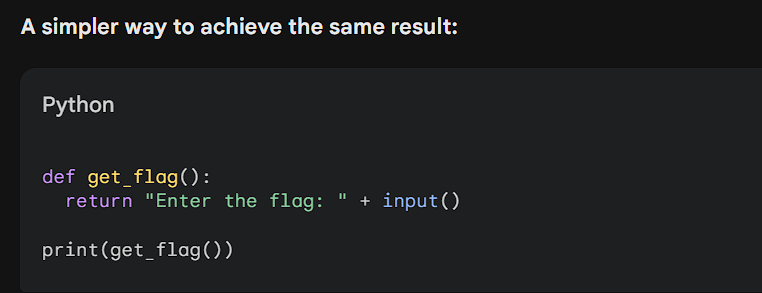 A simpler way to achieve the same result:
Python
def get_flag():
  return "Enter the flag: " + input()
print(get_flag())